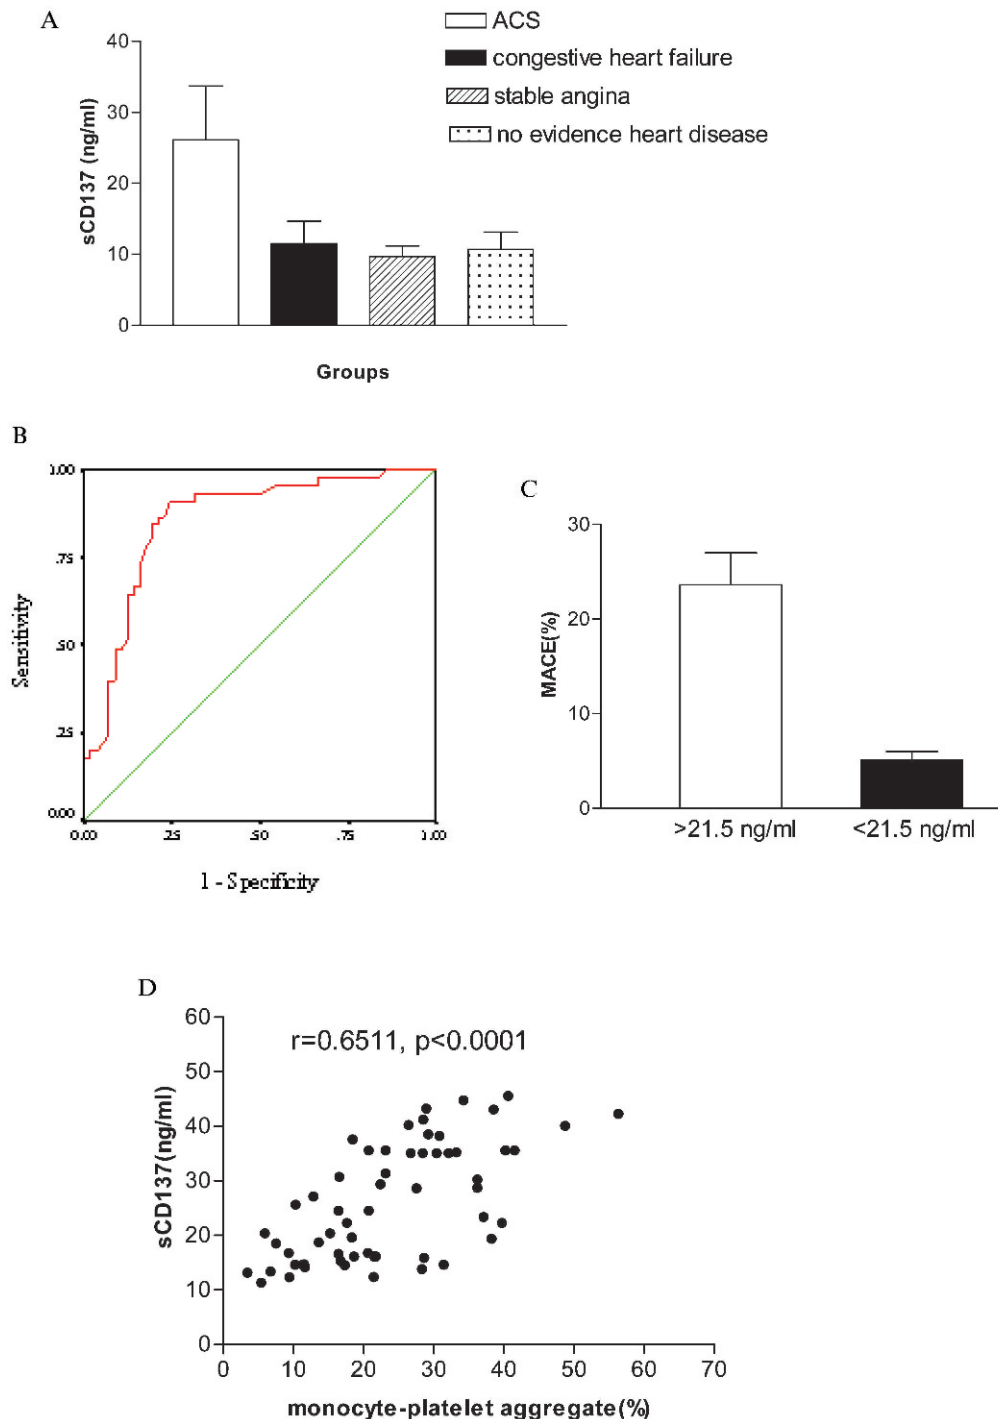 A
ACS
congestive heart failure
stable angina
no evidence heart disease
sCD137 (ng/ml)
40
30
20
10
0
Groups
B
1.00
.75
.50
.25
0.00
Sensitivity
0.00
.25
.50
.75
1.00
1 - Specificity
C
30
20
10
0
MACE(%)
>21.5 ng/ml
<21.5 ng/ml
D
r=0.6511, p<0.0001
60
50
40
30
20
10
0
sCD137(ng/ml)
0
10
20
30
40
50
60
70
monocyte-platelet aggregate(%)